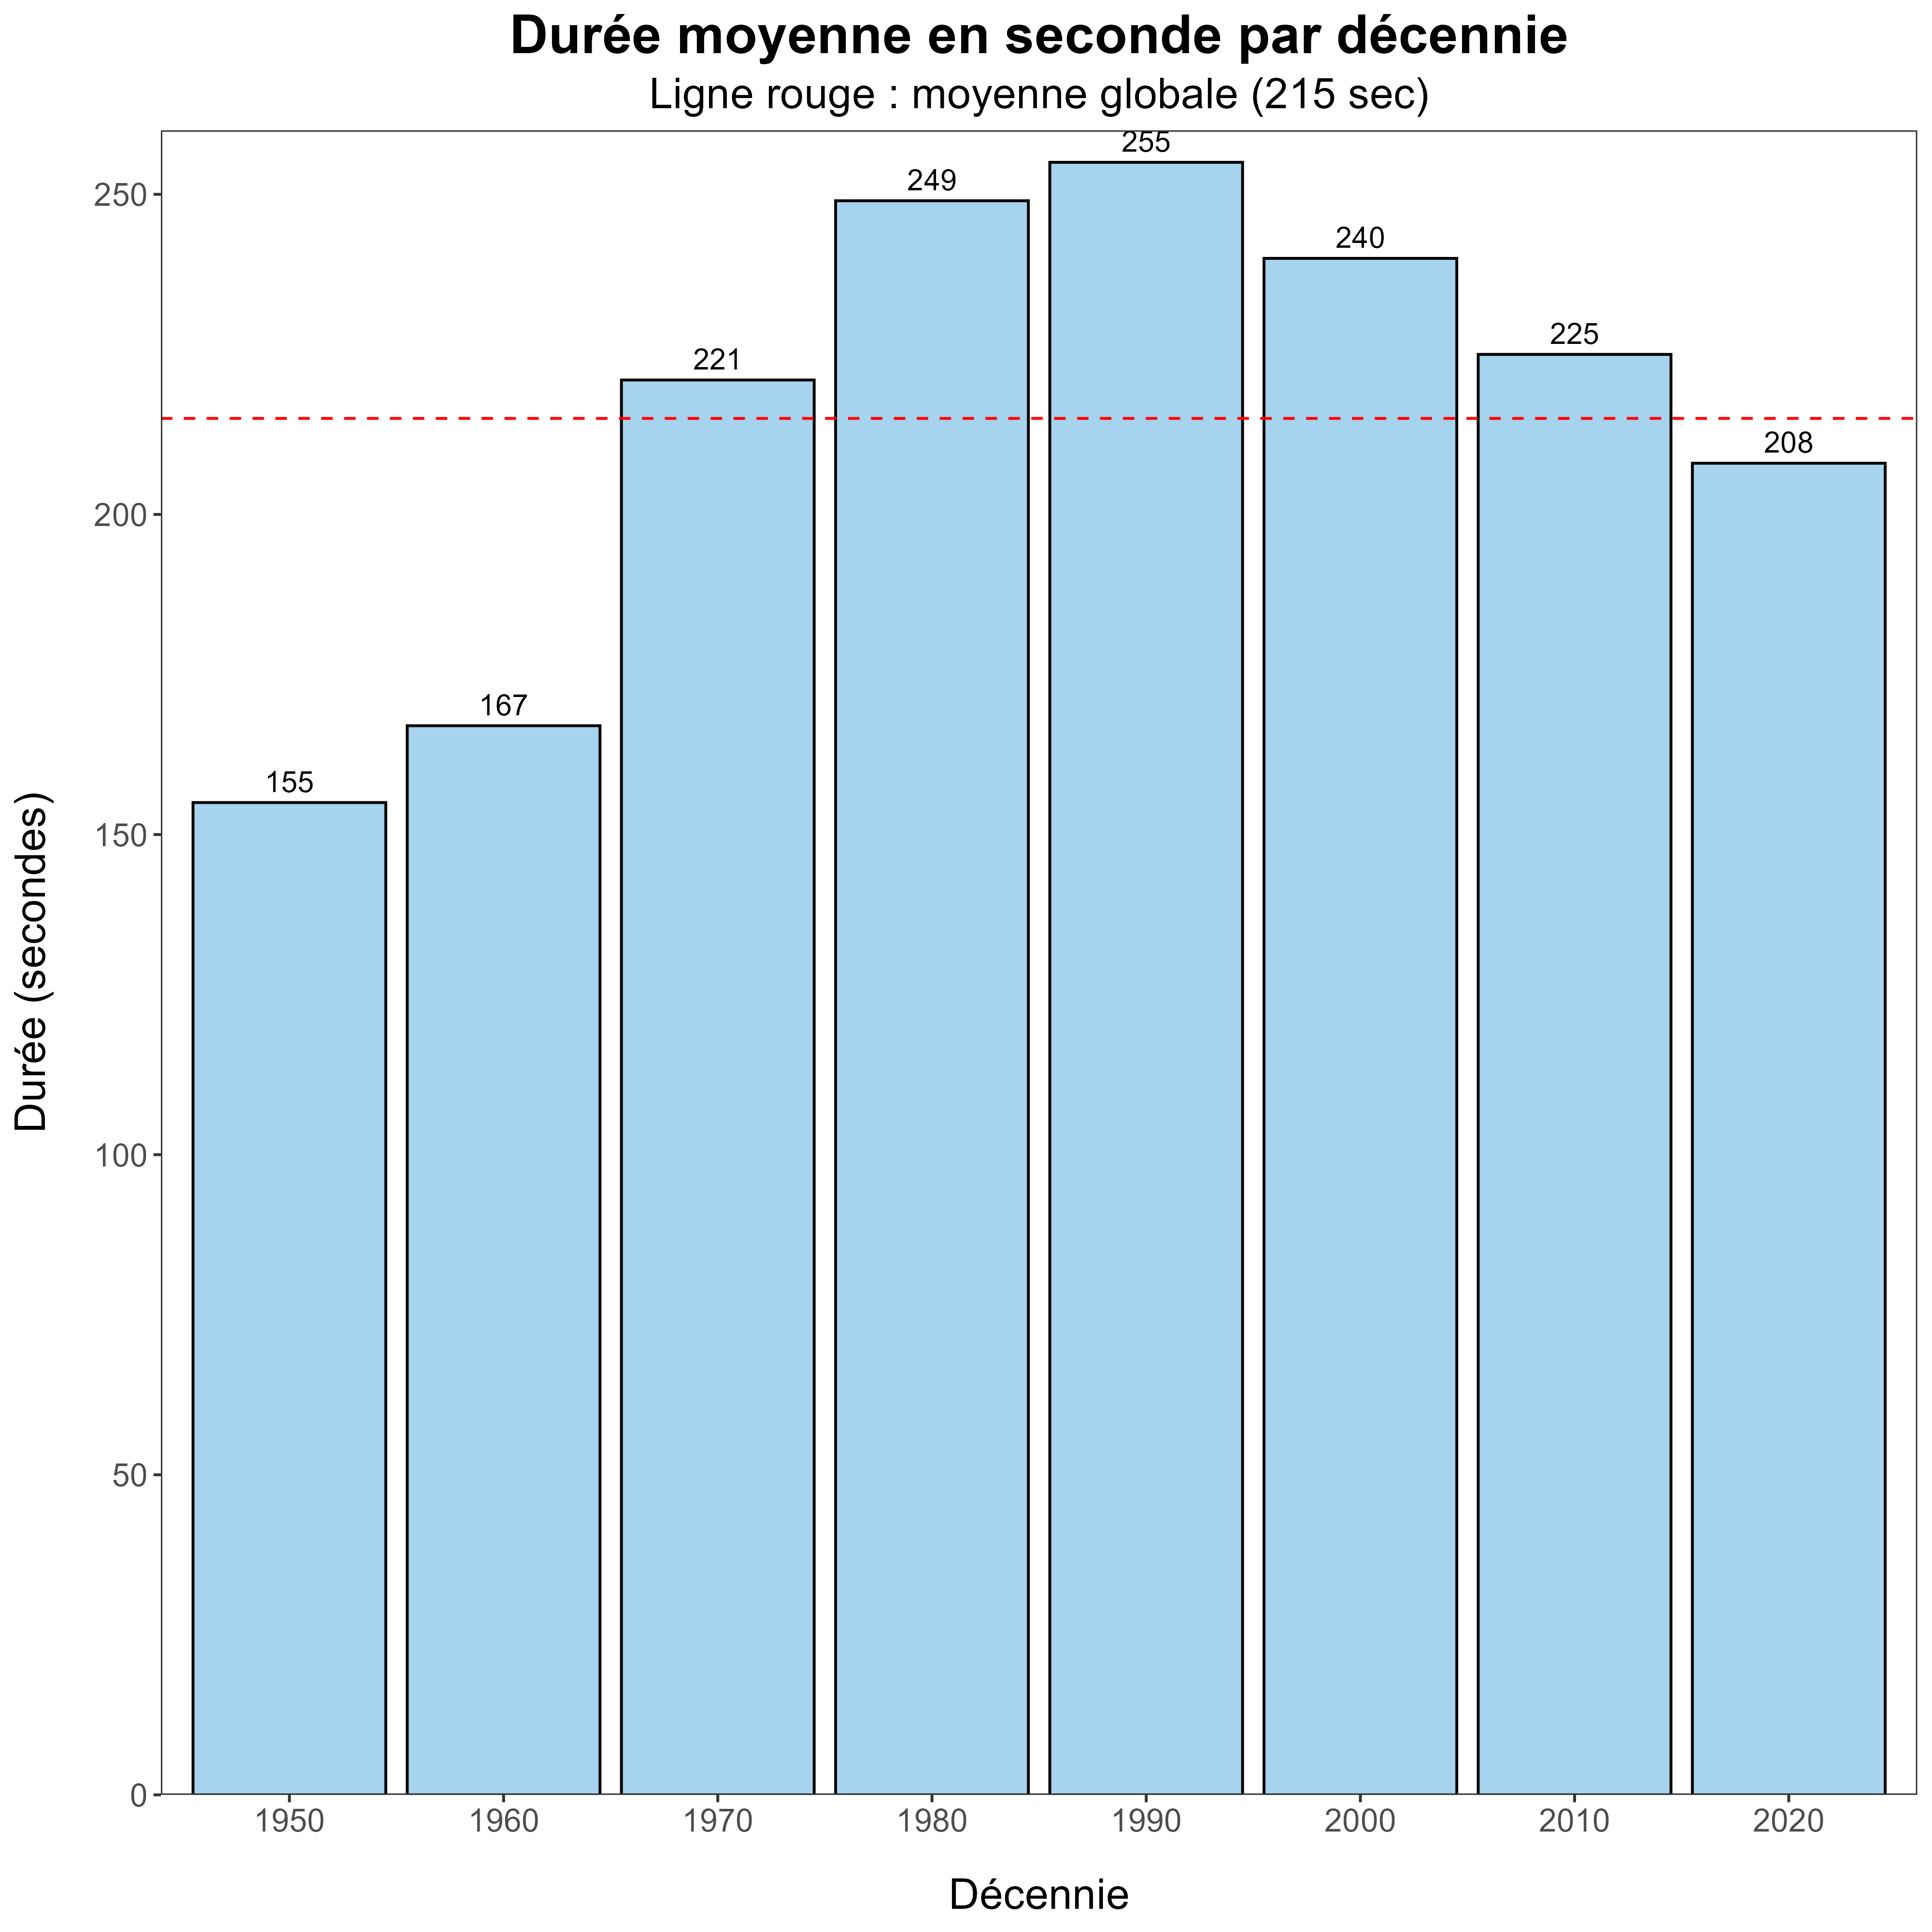 Durée moyenne en seconde par décennie
Ligne rouge : moyenne globale (215 sec)
255
249
240
225
221
208
167
155
250
200
150
100
50
0
Durée (secondes)
1950 1960 1970 1980 1990 2000 2010 2020
Décennie